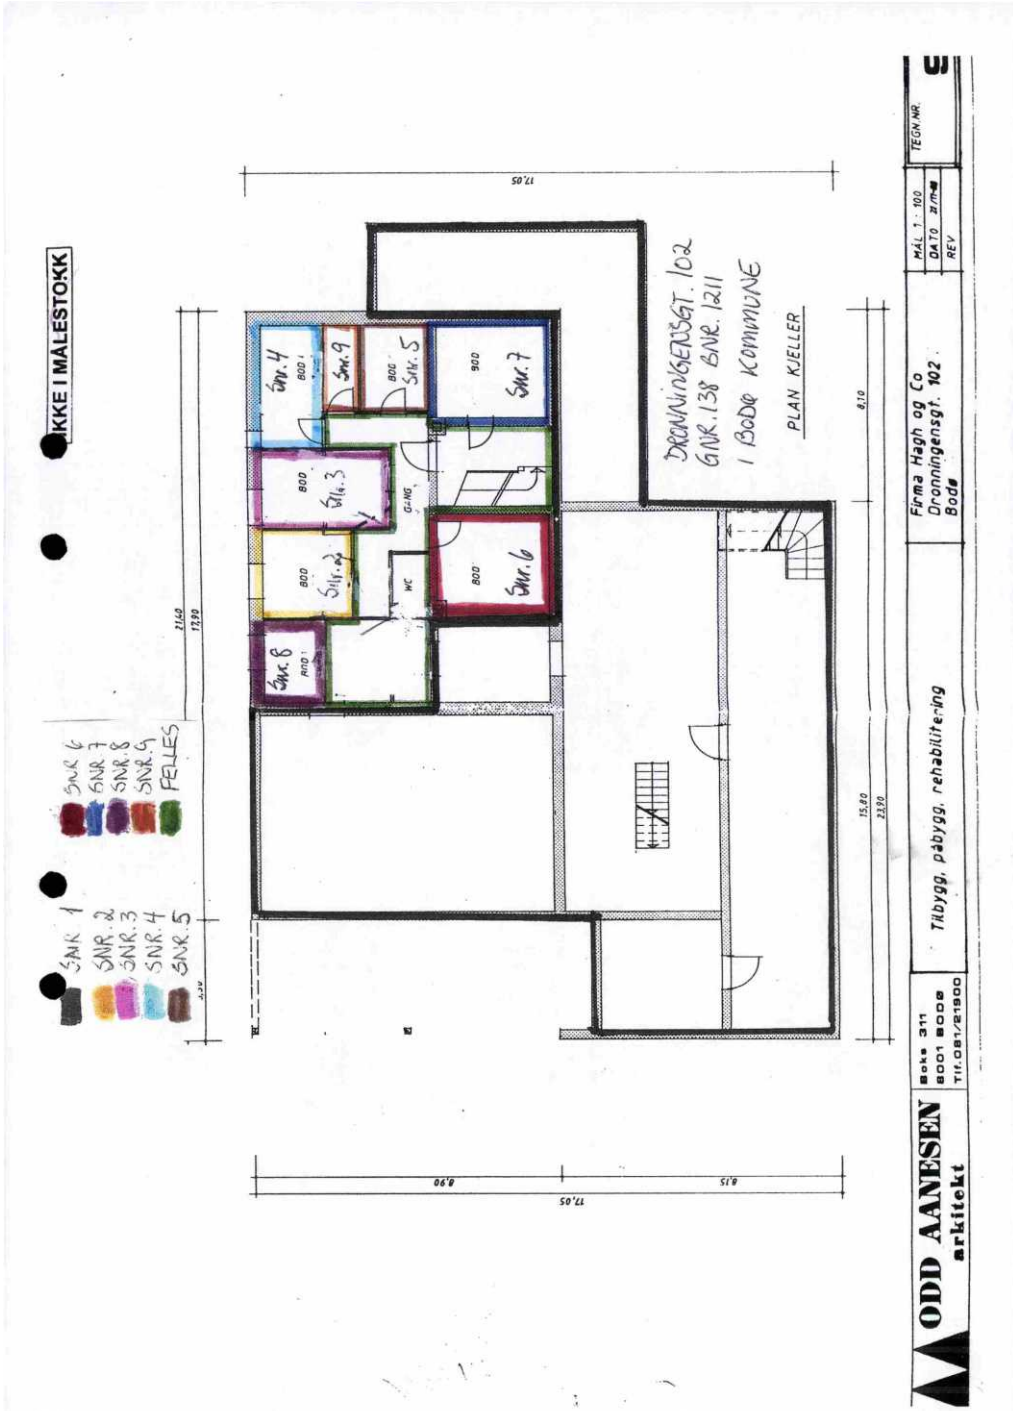 IKKE I MÅLESTOKK
SNR. 1
SNR. 2
SNR. 3
SNR. 4
SNR. 5
SNR 6
SNR. 7
SNR. 8
SNR. 9
FELLES
21,40
17,90
17,05
Snr. 8
Snr. 2
BOD
Snr. 3
BOD
Snr. 4
BOD
Snr. 9
BOD
Snr. 5
BOD
Snr. 7
BOD
Snr. 6
GANG
WC
8,90
8,15
17,05
DRONNINGENSGT. 102
GNR. 138 BNR. 1211
I BODØ KOMMUNE
PLAN KJELLER
8,10
15,80
23,90
ODD AANESEN
arkitekt
Boks 311
8001 BODØ
Tlf. 081/21900
Tilbygg, påbygg, rehabilitering
Firma Hagh og Co
Dronningensgt. 102.
Bodø
MÅL 1 : 100
DATO
REV
TEGN.NR.